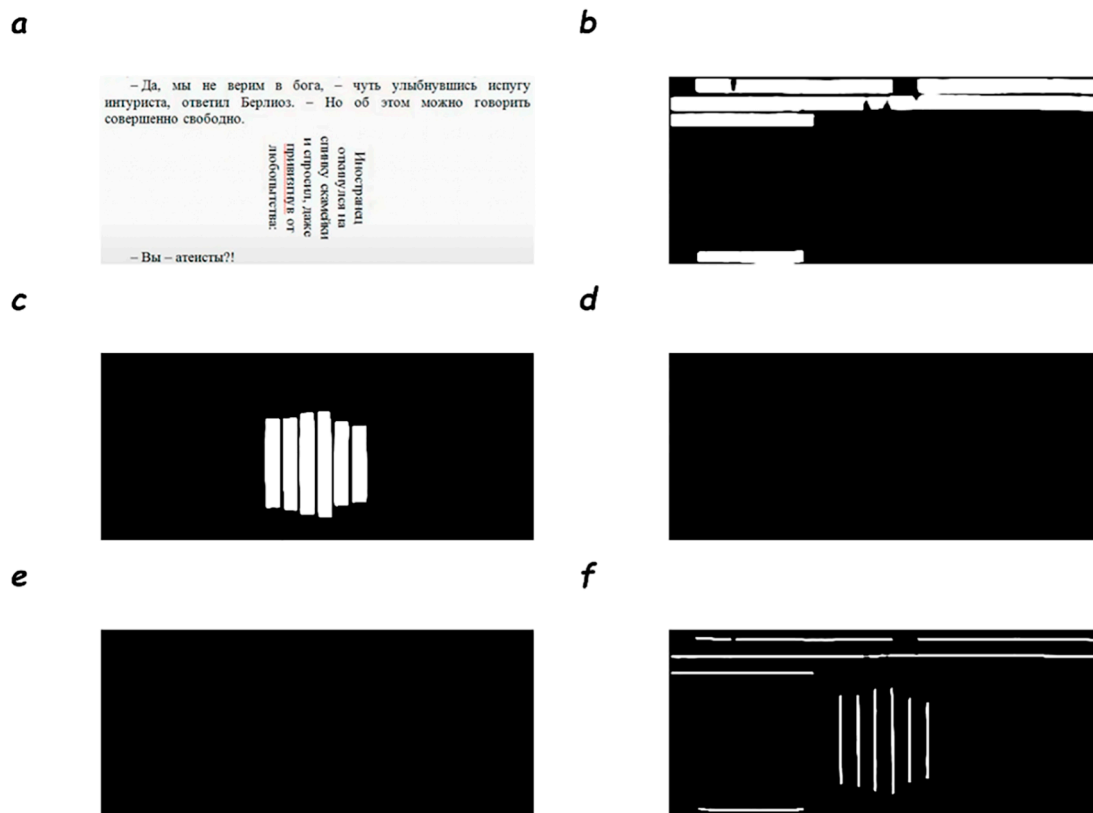 a
b
– Да, мы не верим в бога, – чуть улыбнувшись испугу
интуриста, ответил Берлиоз. – Но об этом можно говорить
совершенно свободно.
Иностранец
откинулся на
спинку скамейки
и спросил, даже
привизгнув от
любопытства:
– Вы – атеисты?!
c
d
e
f